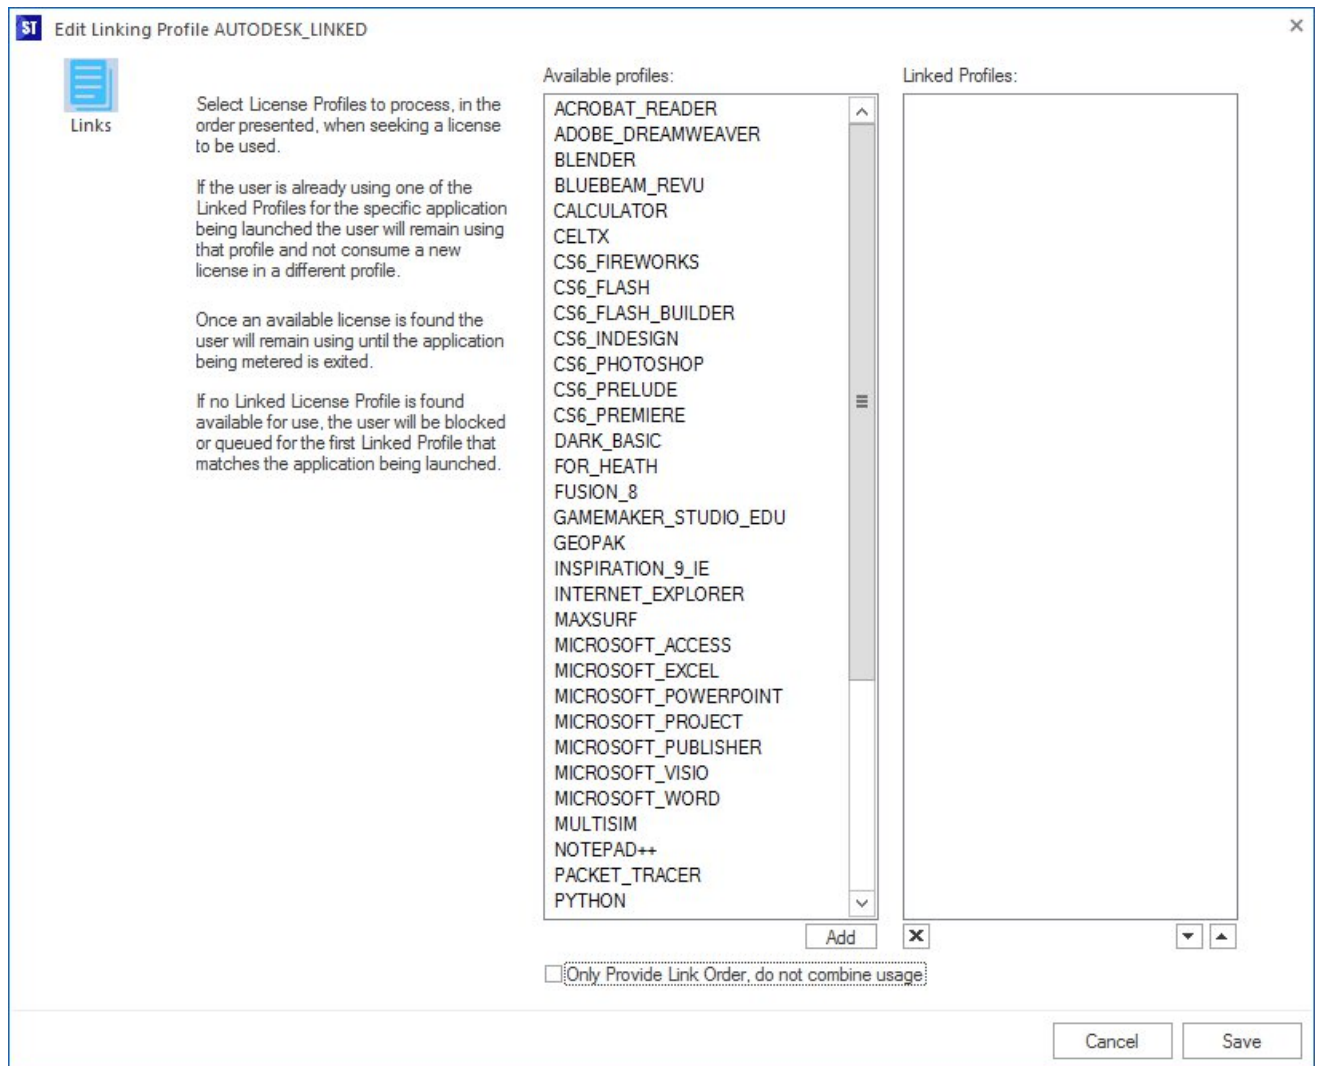 ST Edit Linking Profile AUTODESK_LINKED
Links
Select License Profiles to process, in the
order presented, when seeking a license
to be used.
If the user is already using one of the
Linked Profiles for the specific application
being launched the user will remain using
that profile and not consume a new
license in a different profile.
Once an available license is found the
user will remain using until the application
being metered is exited.
If no Linked License Profile is found
available for use, the user will be blocked
or queued for the first Linked Profile that
matches the application being launched.
Available profiles:
ACROBAT_READER
ADOBE_DREAMWEAVER
BLENDER
BLUEBEAM_REVU
CALCULATOR
CELTX
CS6_FIREWORKS
CS6_FLASH
CS6_FLASH_BUILDER
CS6_INDESIGN
CS6_PHOTOSHOP
CS6_PRELUDE
CS6_PREMIERE
DARK_BASIC
FOR_HEATH
FUSION_8
GAMEMAKER_STUDIO_EDU
GEOPAK
INSPIRATION_9_IE
INTERNET_EXPLORER
MAXSURF
MICROSOFT_ACCESS
MICROSOFT_EXCEL
MICROSOFT_POWERPOINT
MICROSOFT_PROJECT
MICROSOFT_PUBLISHER
MICROSOFT_VISIO
MICROSOFT_WORD
MULTISIM
NOTEPAD++
PACKET_TRACER
PYTHON
Add
Linked Profiles:
Only Provide Link Order, do not combine usage
Cancel
Save